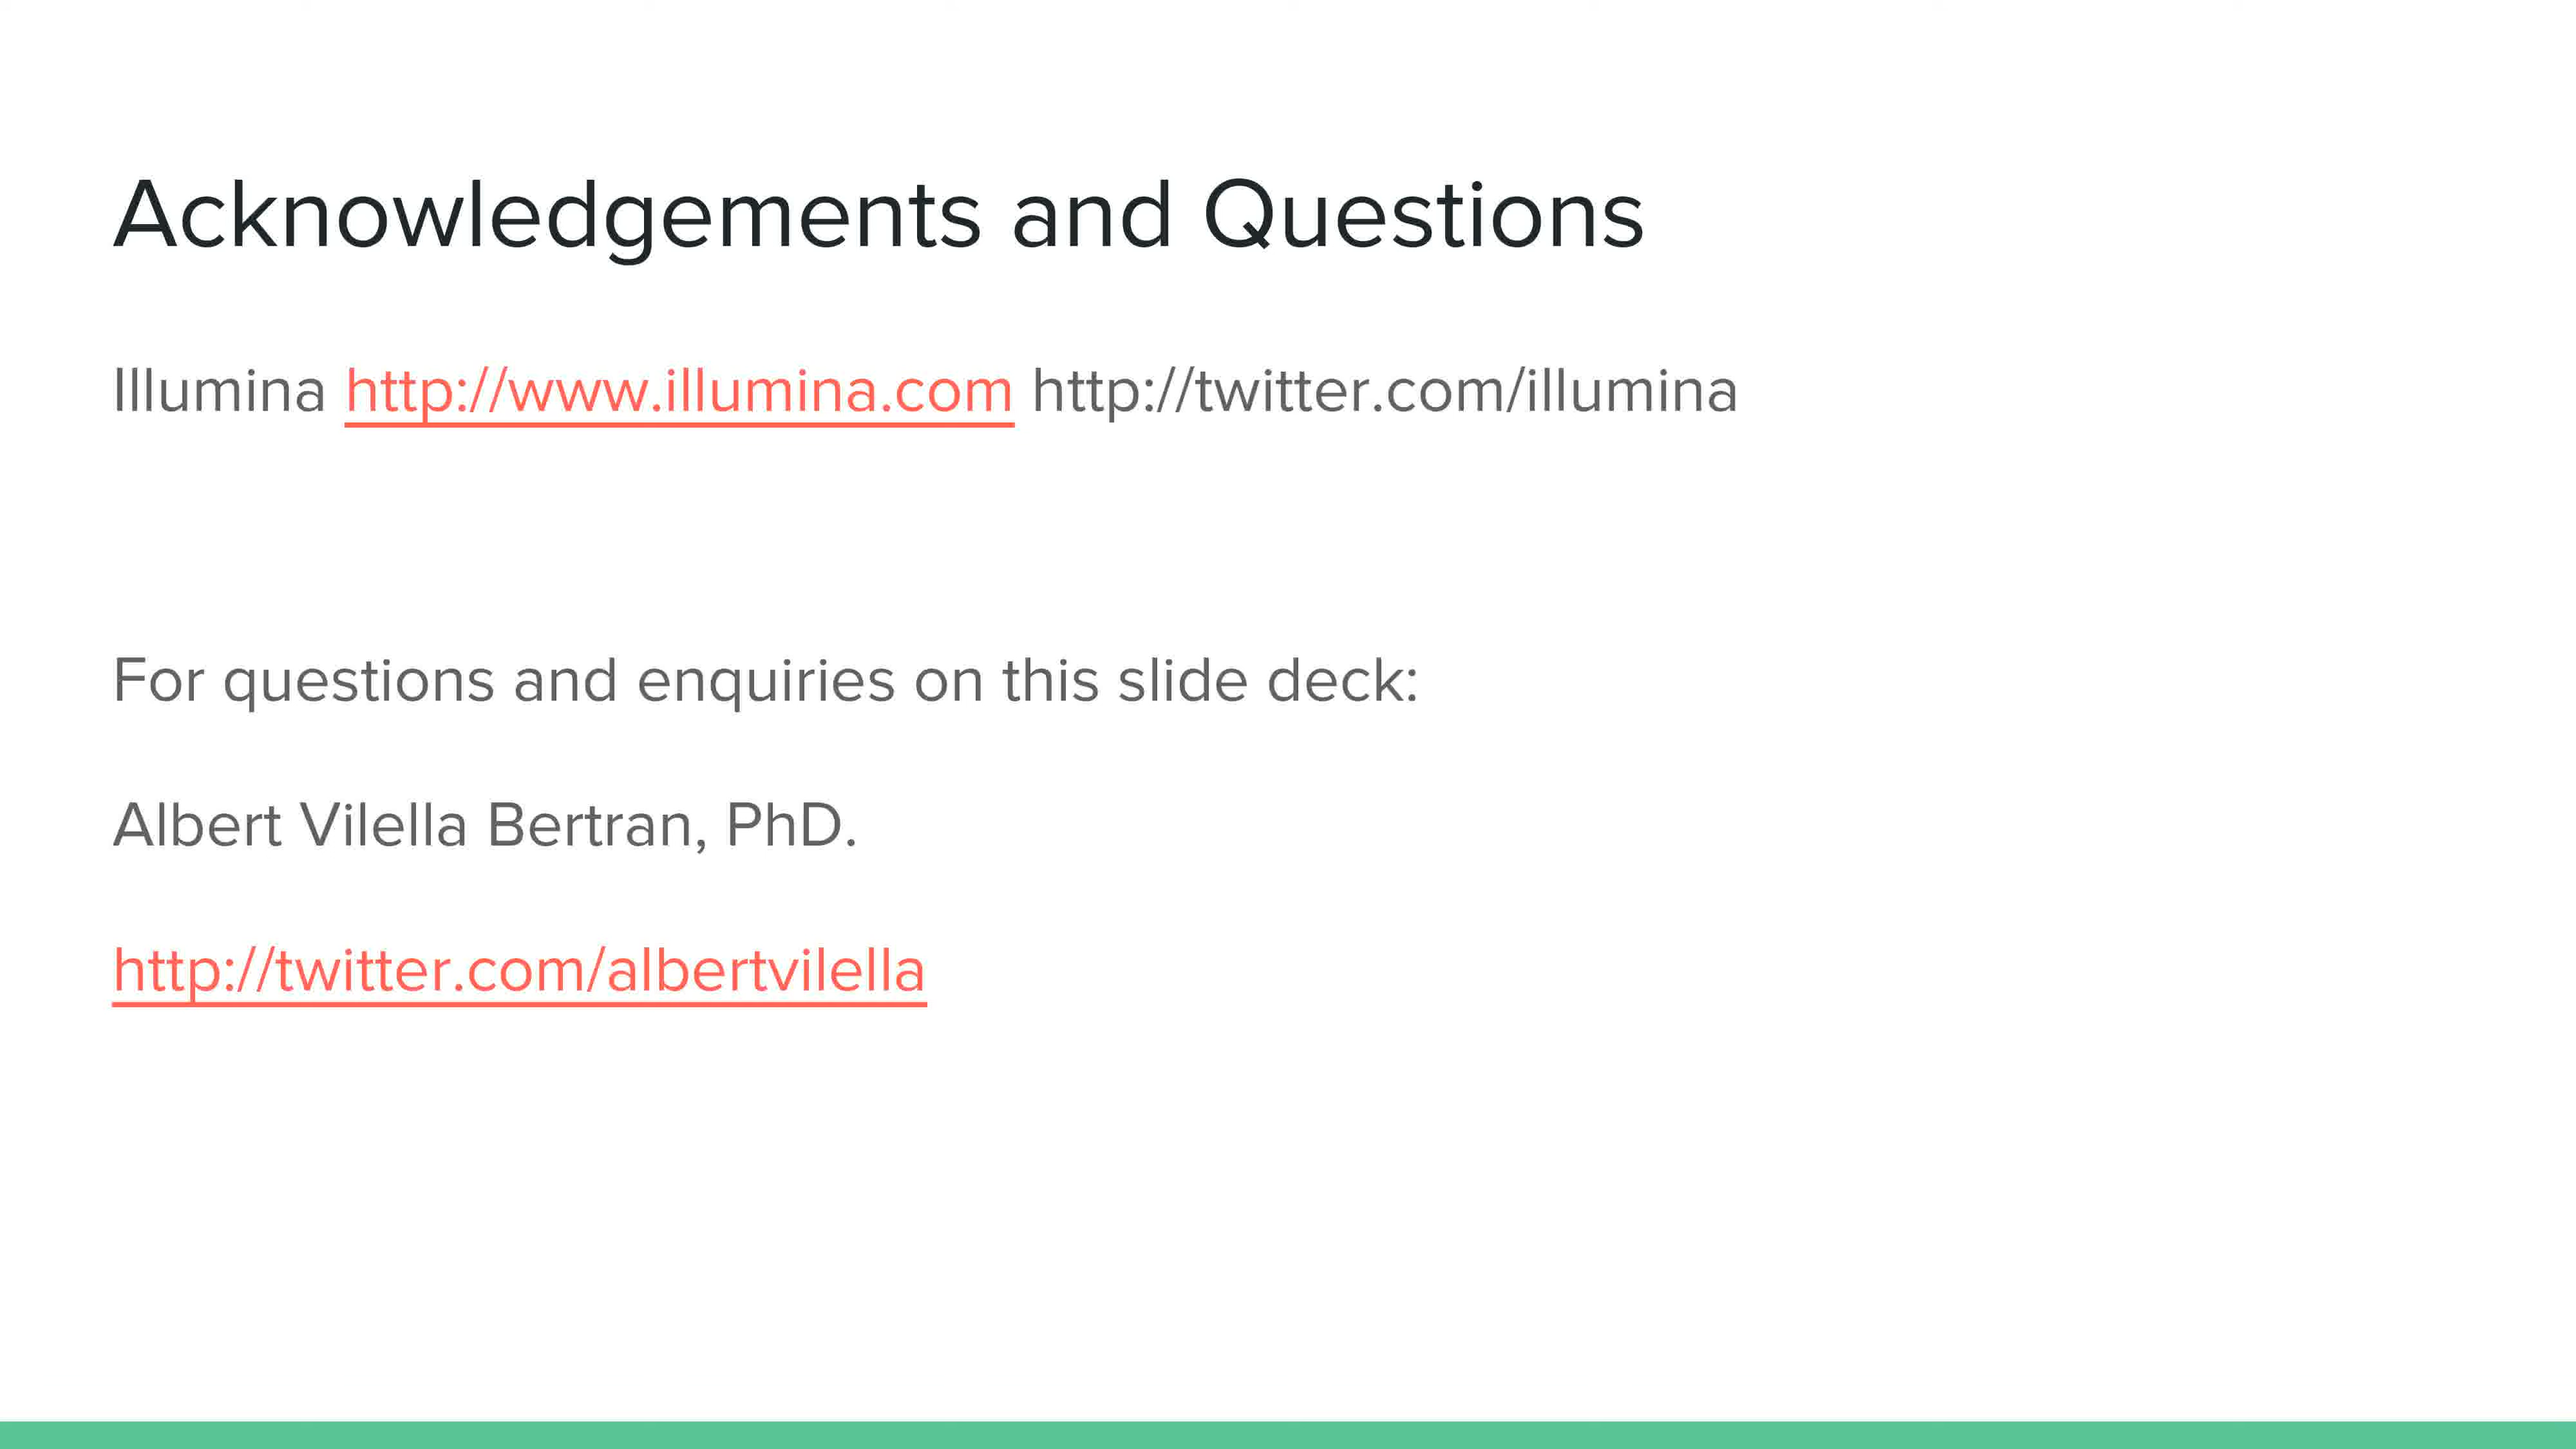 Acknowledgements and Questions
Illumina http://www.illumina.com http://twitter.com/illumina
For questions and enquiries on this slide deck:
Albert Vilella Bertran, PhD.
http://twitter.com/albertvilella